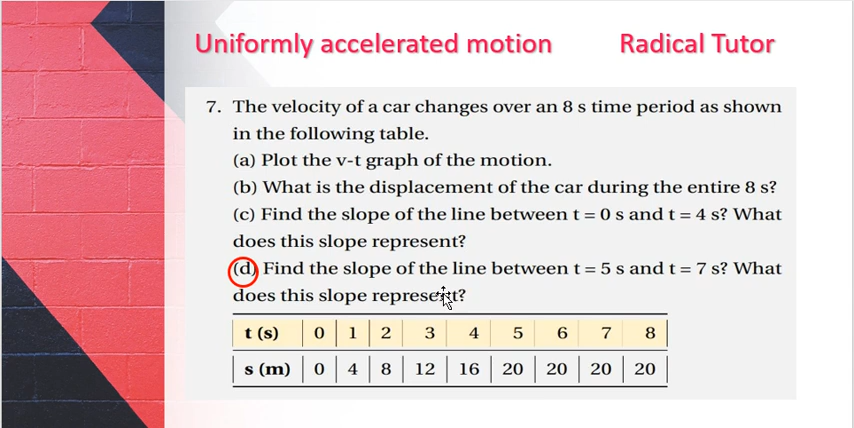 Uniformly accelerated motion Radical Tutor
7. The velocity of a car changes over an 8 s time period as shown
in the following table.
(a) Plot the v-t graph of the motion.
(b) What is the displacement of the car during the entire 8 s?
(c) Find the slope of the line between t = 0 s and t = 4 s? What
does this slope represent?
(d) Find the slope of the line between t = 5 s and t = 7 s? What
does this slope represent?
t (s) 0 1 2 3 4 5 6 7 8
s (m) 0 4 8 12 16 20 20 20 20